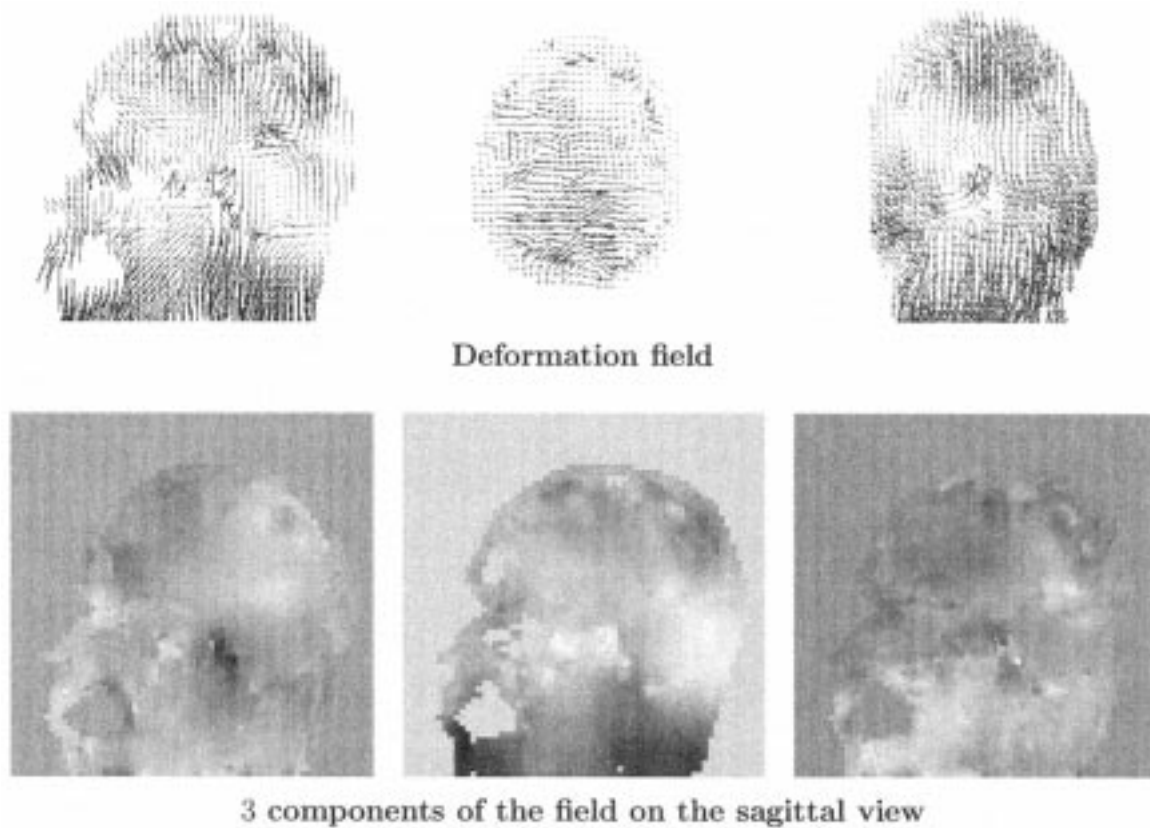 Deformation field
3 components of the field on the sagittal view